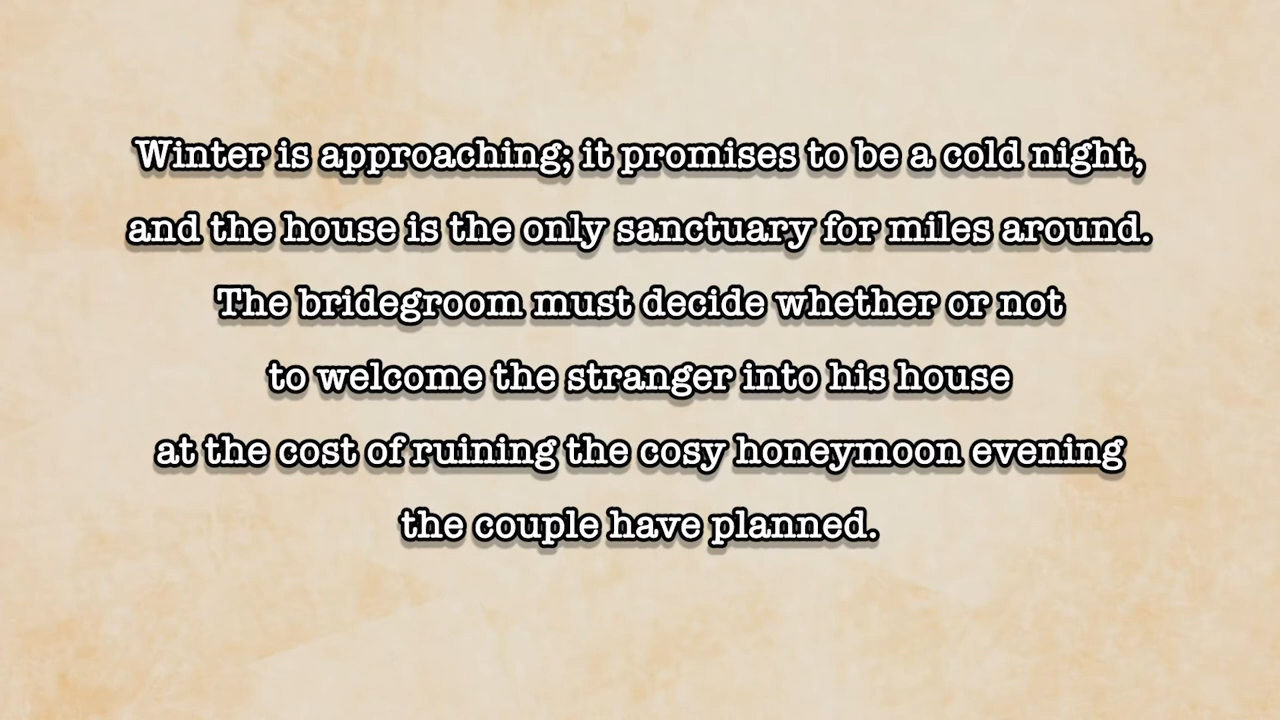 Winter is approaching; it promises to be a cold night,
and the house is the only sanctuary for miles around.
The bridegroom must decide whether or not
to welcome the stranger into his house
at the cost of ruining the cosy honeymoon evening
the couple have planned.